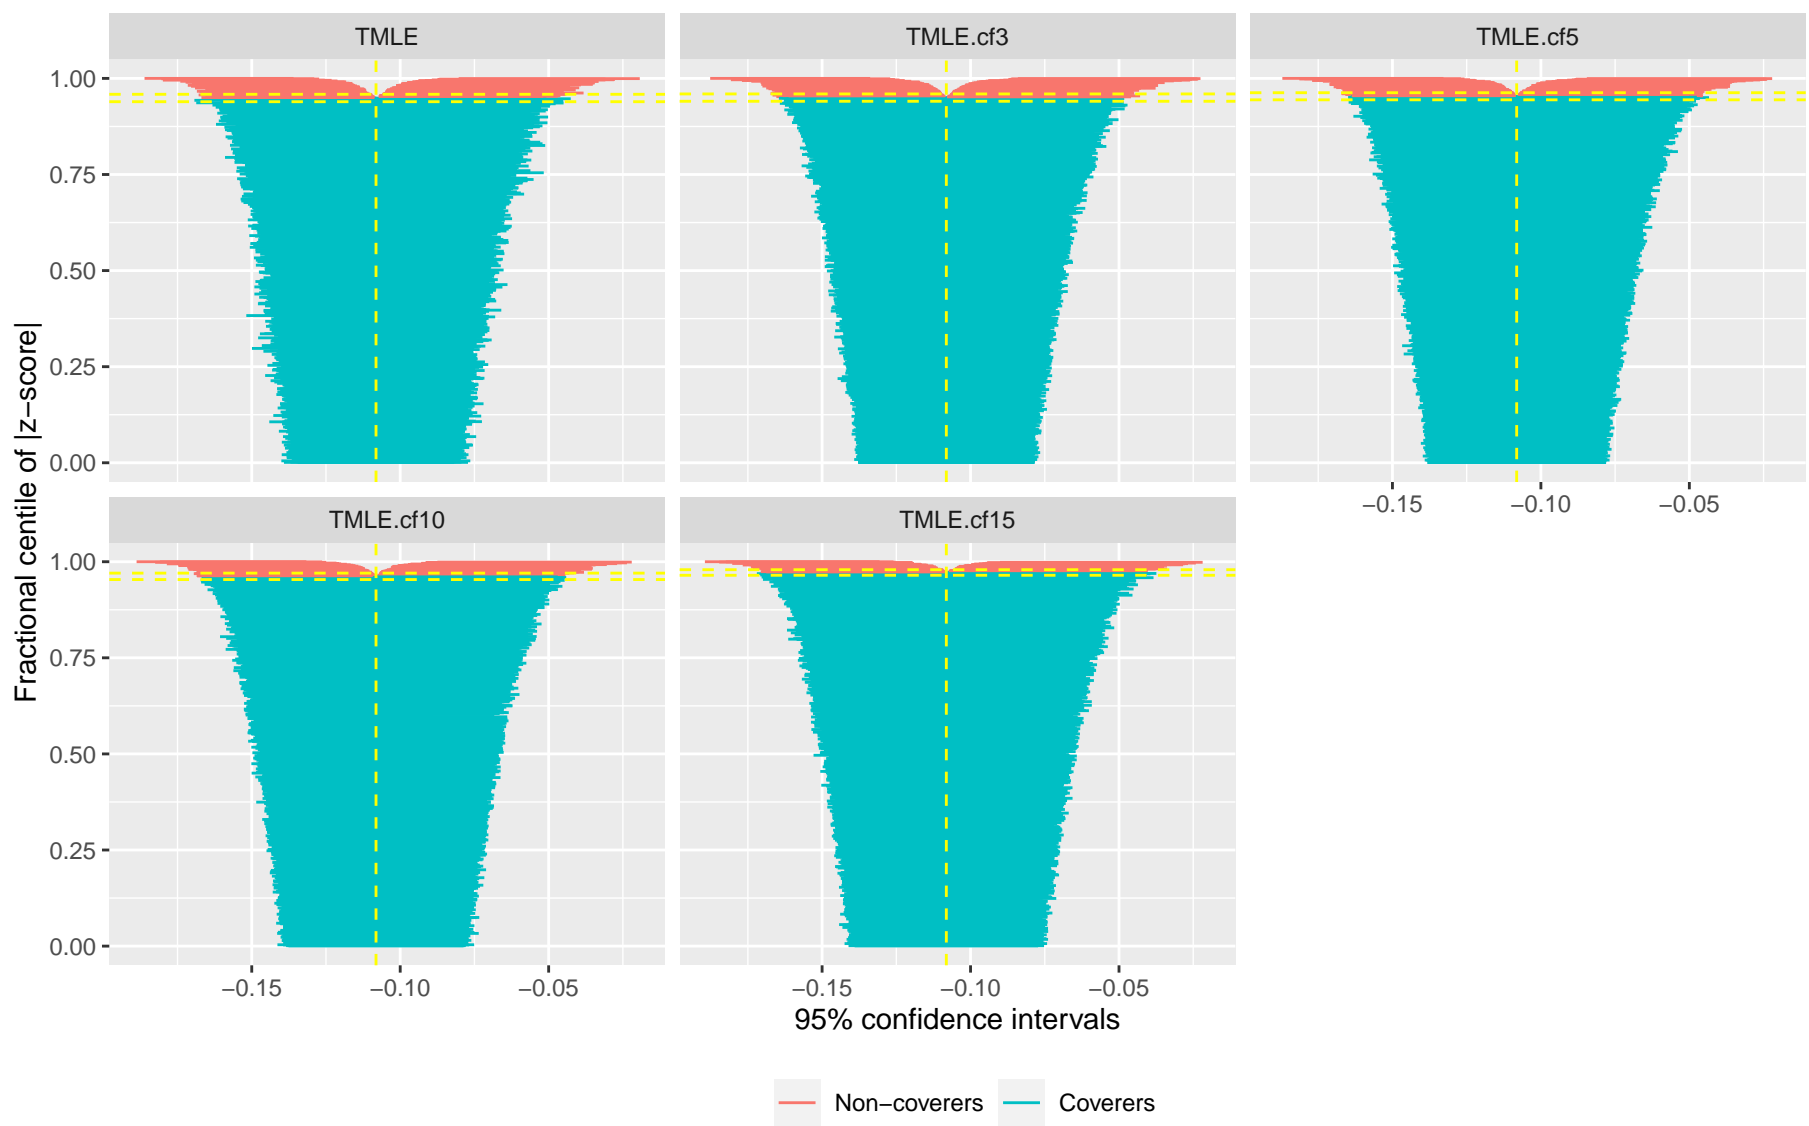 TMLE
TMLE.cf3
TMLE.cf5
1.00
0.75
0.50
0.25
0.00
−0.15
−0.10
−0.05
TMLE.cf10
TMLE.cf15
1.00
0.75
0.50
0.25
0.00
−0.15
−0.10
−0.05
−0.15
−0.10
−0.05
Fractional centile of |z−score|
95% confidence intervals
Non−coverers
Coverers